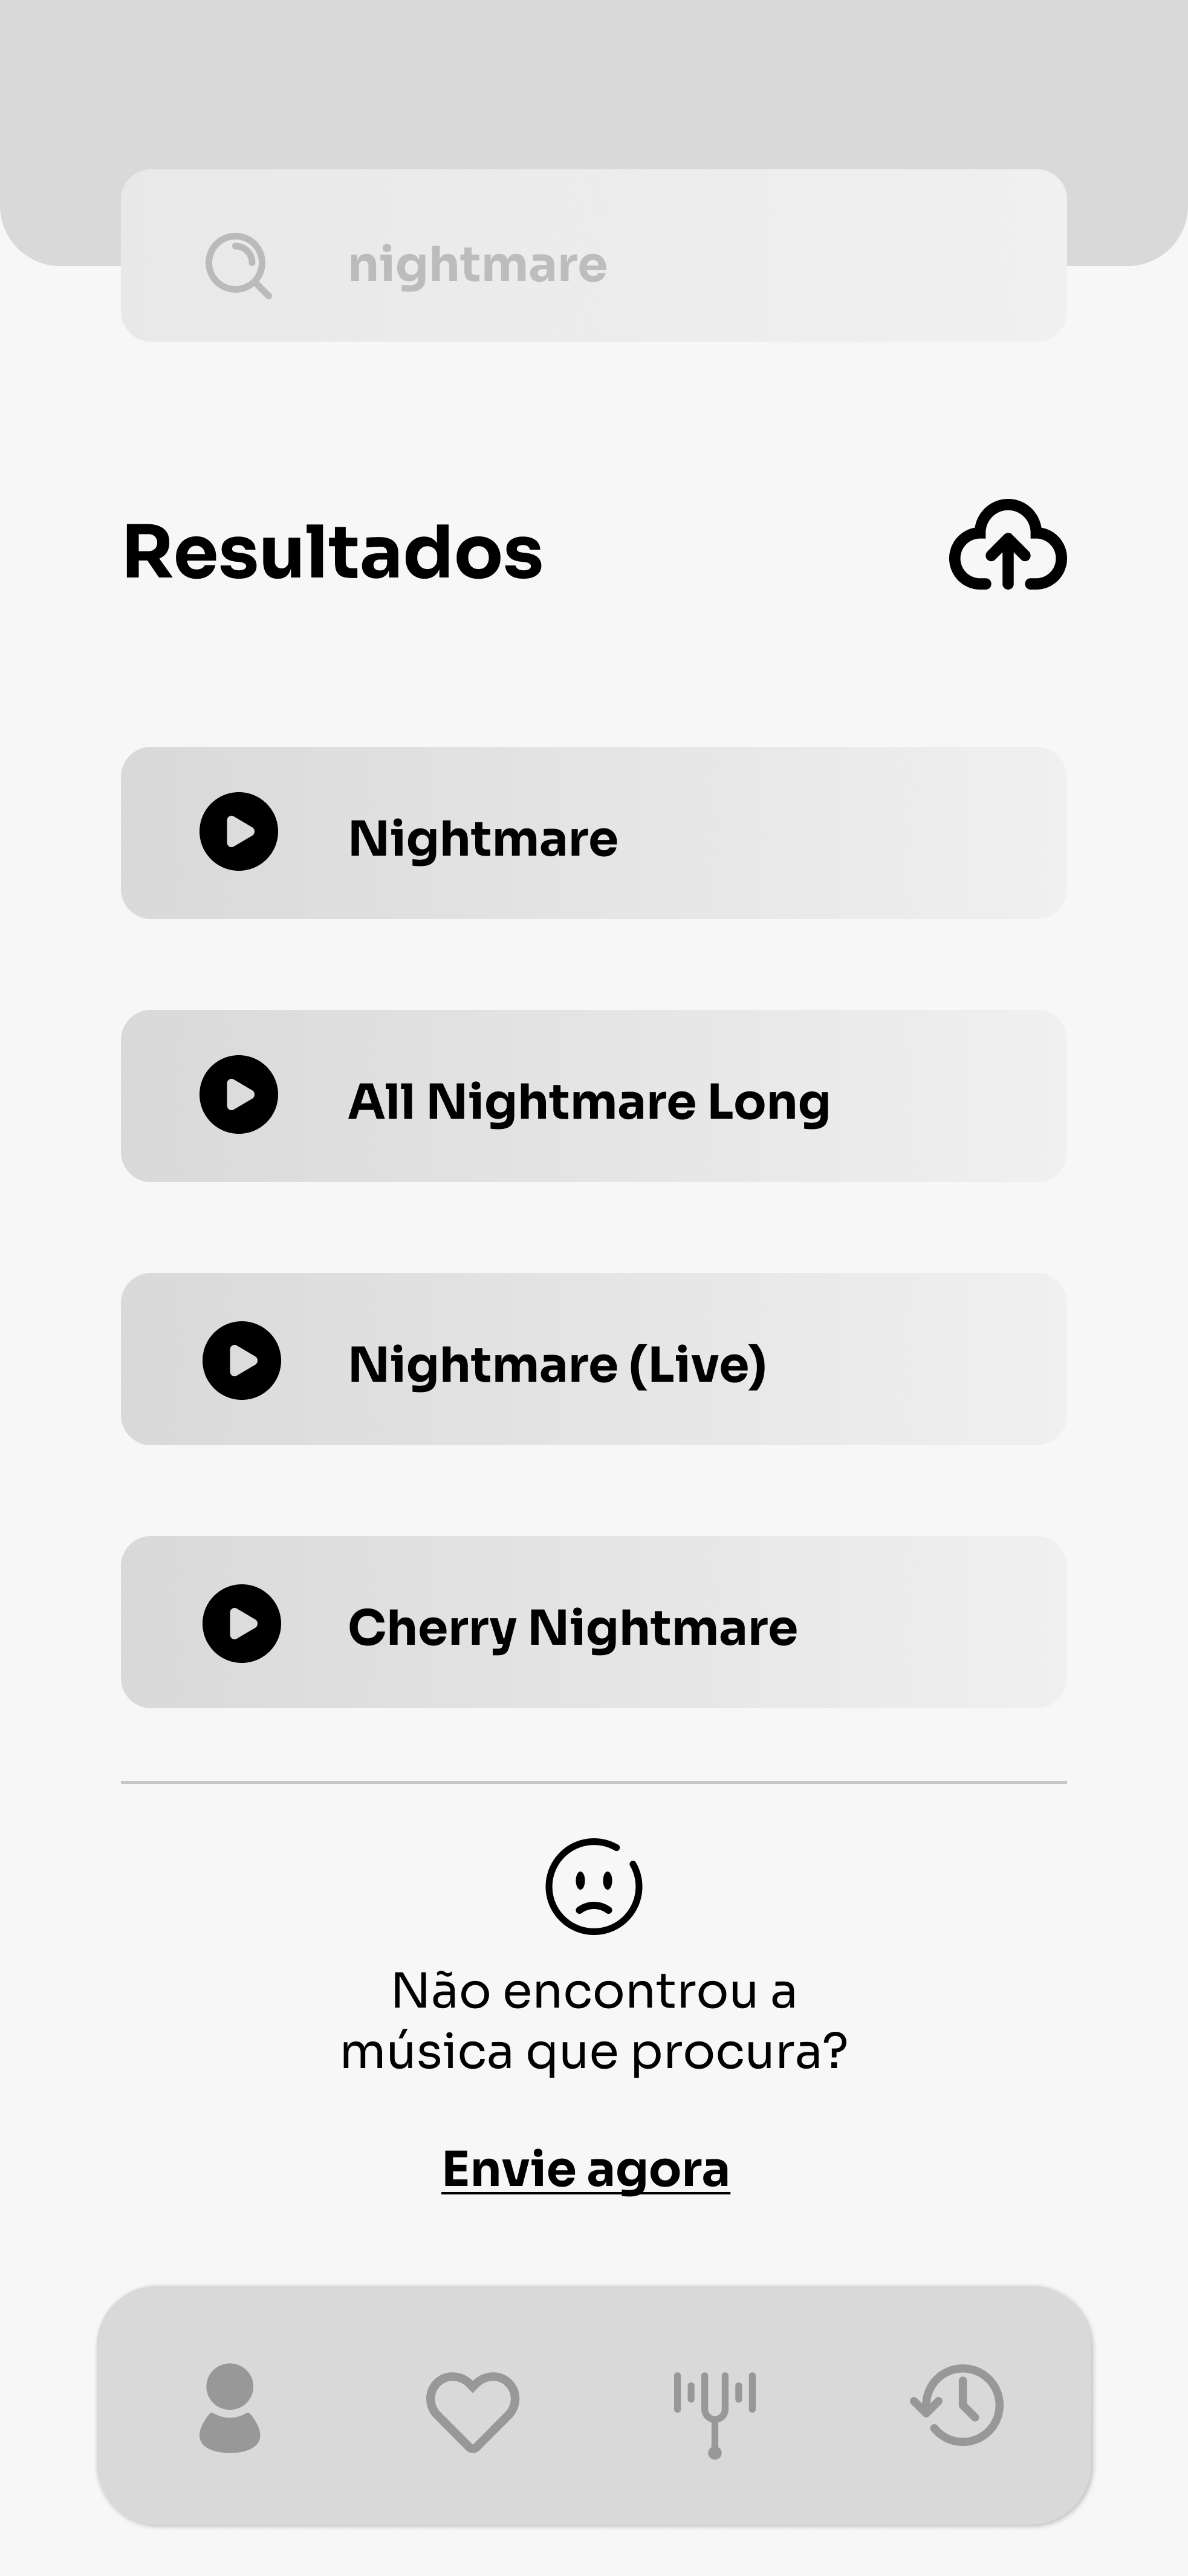 nightmare
Resultados
Nightmare
All Nightmare Long
Nightmare (Live)
Cherry Nightmare
Não encontrou a
música que procura?
Envie agora